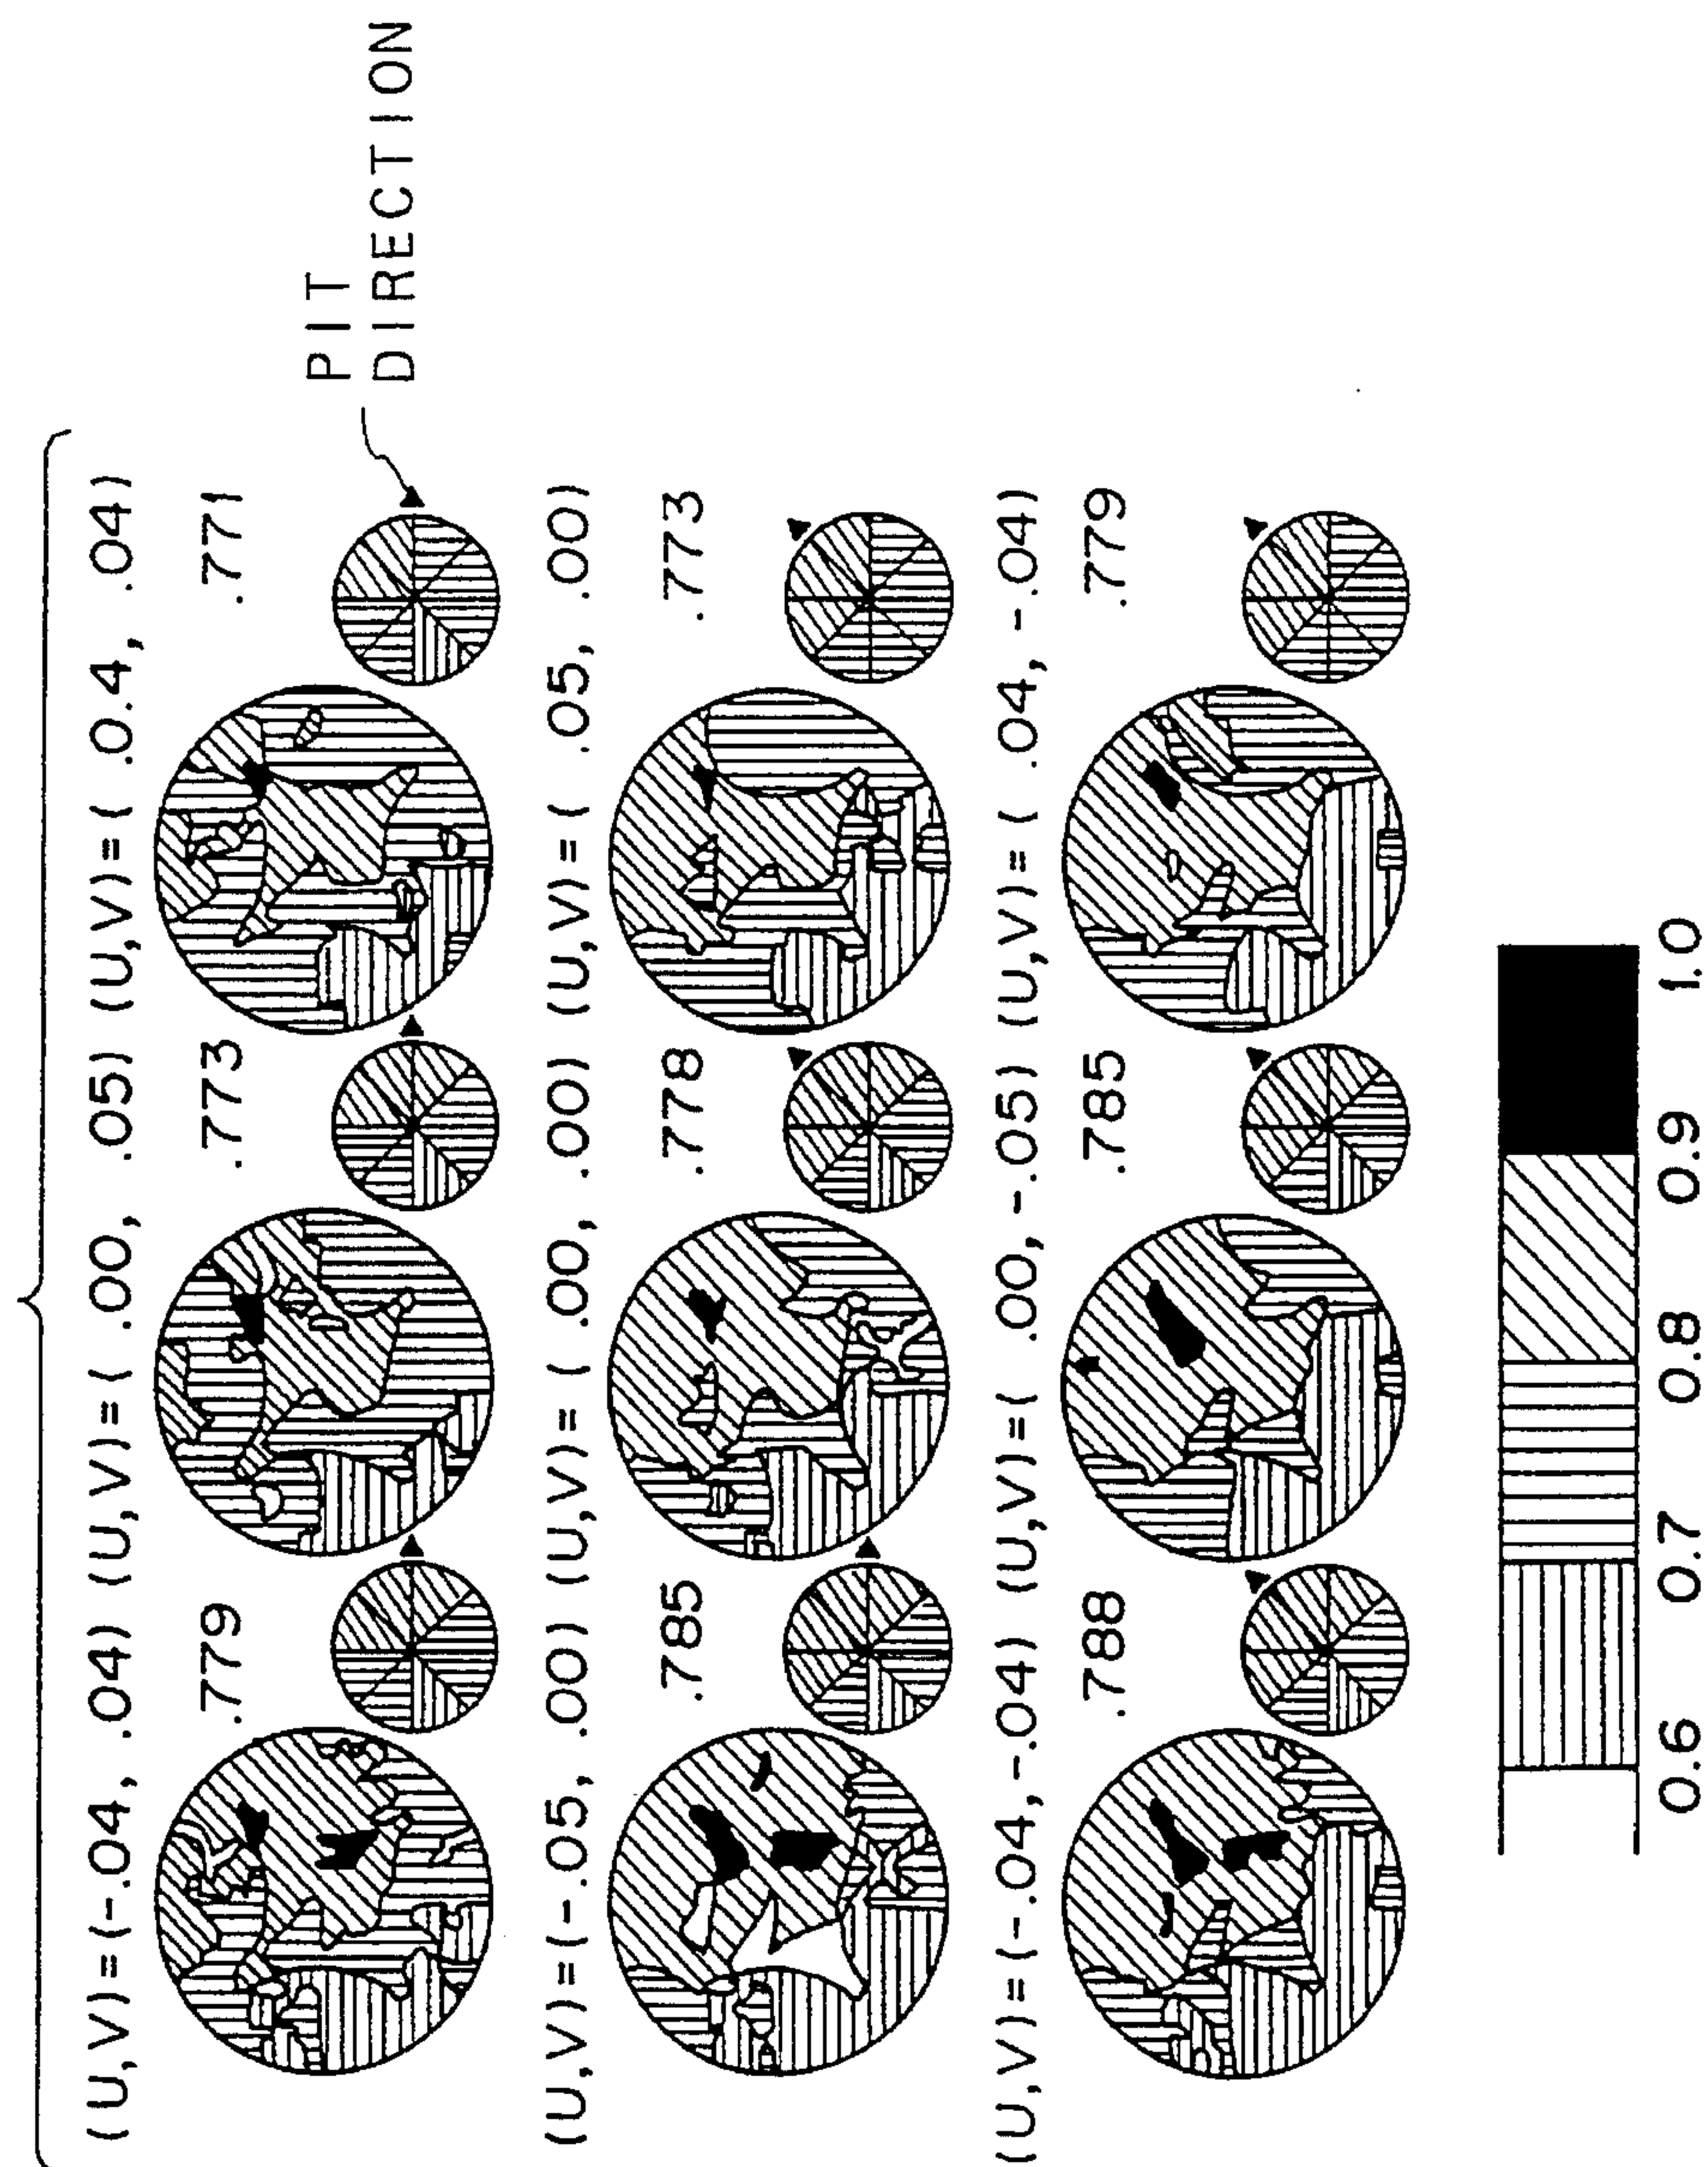 (U,V)=(-.04, .04) (U,V)=( .00, .05) (U,V)=( .0.4, .04)
.779 .773 .771
PIT
DIRECTION
(U,V)=(-.05, .00) (U,V)=( .00, .00) (U,V)=( .05, .00)
.785 .778 .773
(U,V)=(-.04,-.04) (U,V)=( .00,-.05) (U,V)=( .04,-.04)
.788 .785 .779
0.6 0.7 0.8 0.9 1.0